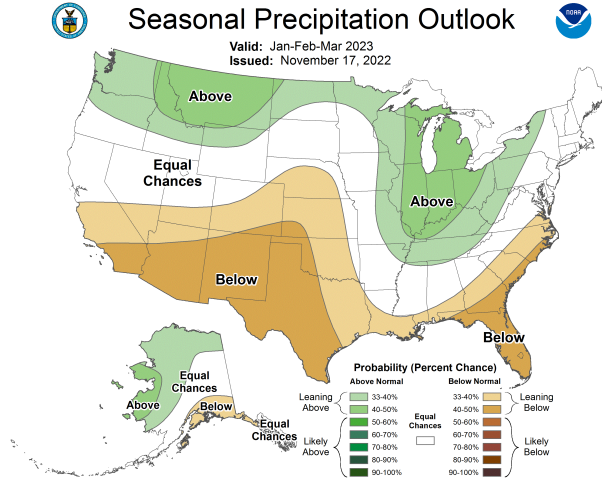 Seasonal Precipitation Outlook
NOAA
Valid: Jan-Feb-Mar 2023
Issued: November 17, 2022
Above
Equal
Chances
Above
Below
Below
Equal
Chances
Above
Below
Equal
Chances
Probability (Percent Chance)
Above Normal
Below Normal
Leaning
Above
33-40%
40-50%
Likely
Above
50-60%
60-70%
70-80%
80-90%
90-100%
Equal
Chances
33-40%
40-50%
Leaning
Below
50-60%
60-70%
70-80%
80-90%
90-100%
Likely
Below